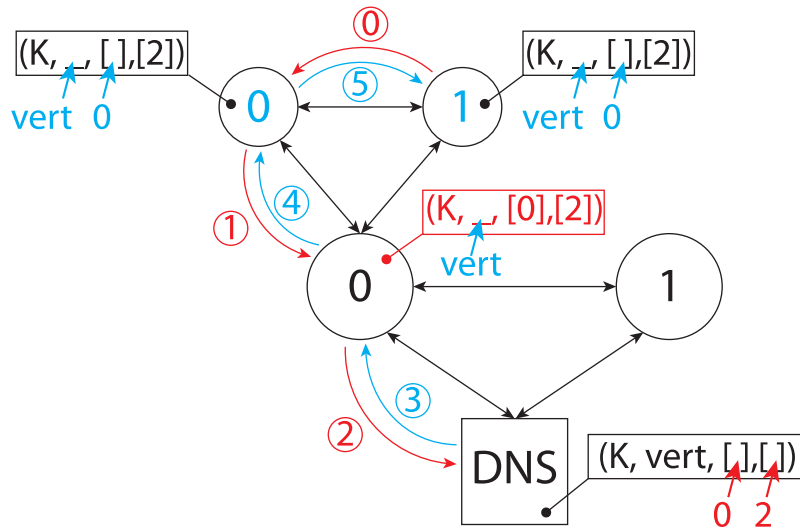 ⓪
(K, _, [ ],[2])
(K, _, [ ],[2])
⑤
0
1
vert 0
vert 0
④
①
(K, _, [0],[2])
vert
0
1
③
②
DNS
(K, vert, [ ],[ ])
0 2